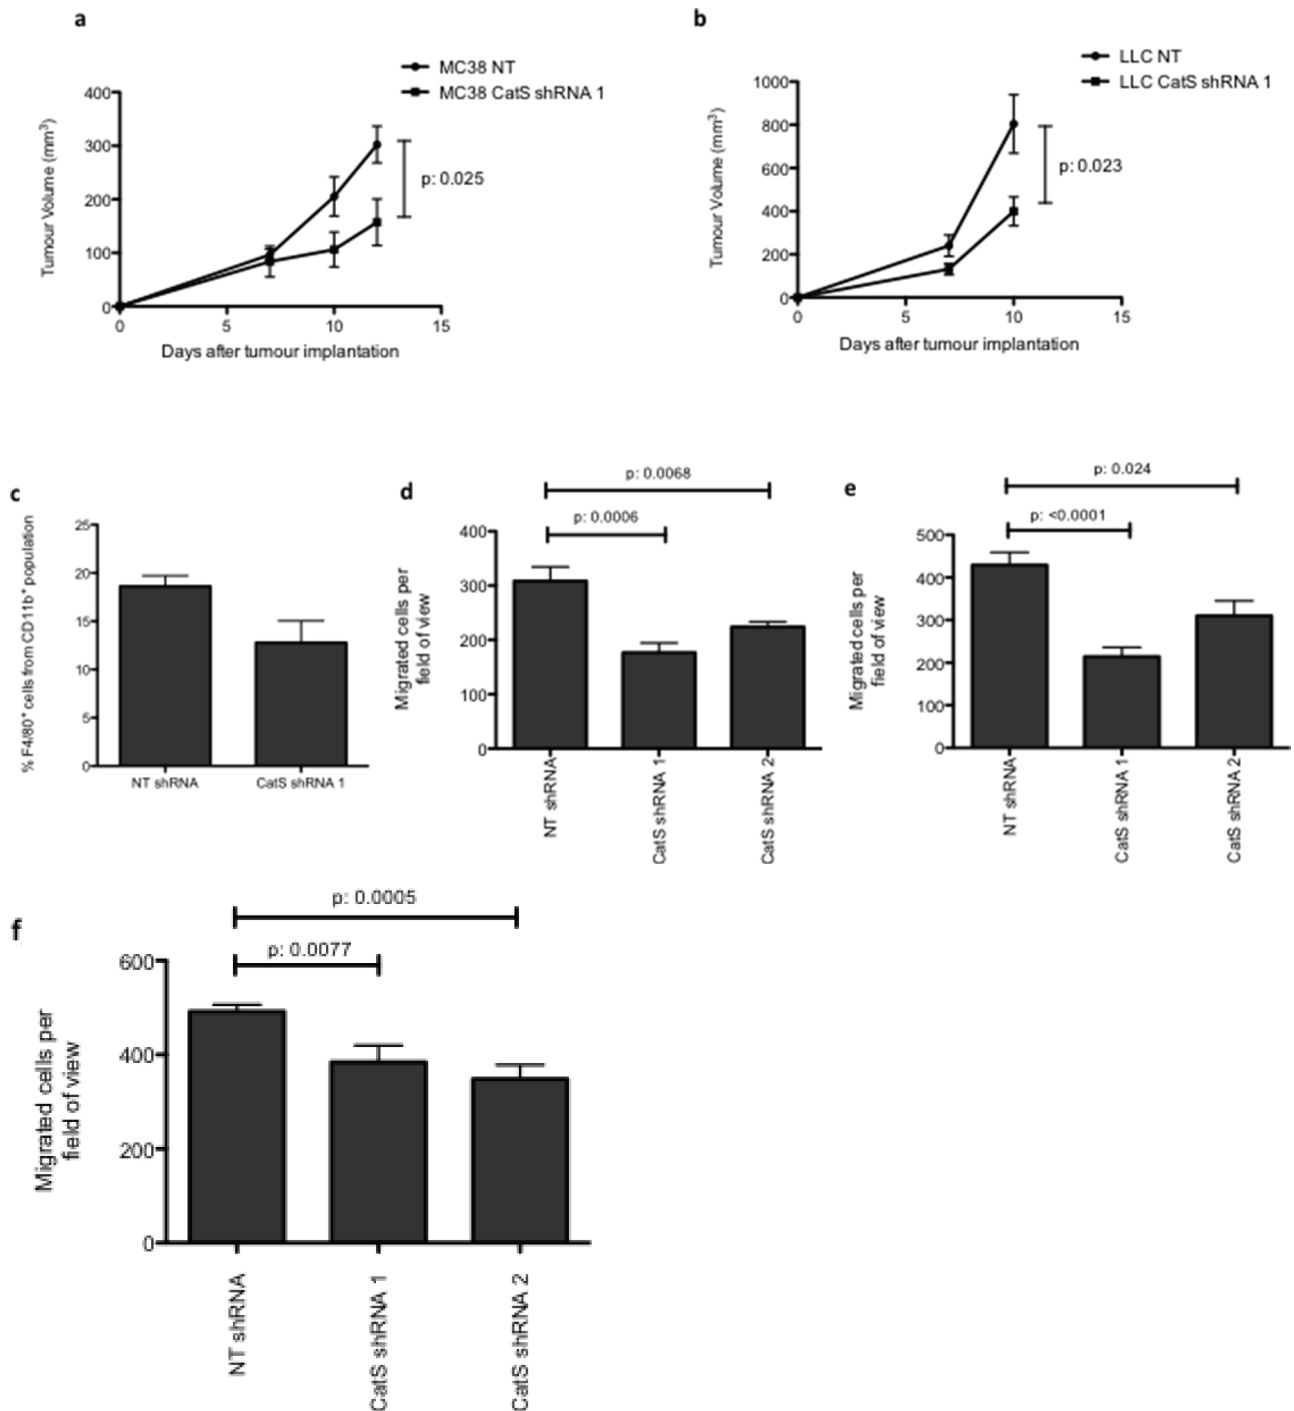 a
MC38 NT
MC38 CatS shRNA 1
Tumour Volume (mm³)
400
300
200
100
0
0 5 10 15
p: 0.025
Days after tumour implantation
b
LLC NT
LLC CatS shRNA 1
Tumour Volume (mm³)
1000
800
600
400
200
0
0 5 10 15
p: 0.023
Days after tumour implantation
c
% F4/80⁺ cells from CD11b⁺ population
25
20
15
10
5
0
NT shRNA
CatS shRNA 1
d
p: 0.0068
p: 0.0006
Migrated cells per
field of view
400
300
200
100
0
NT shRNA
CatS shRNA 1
CatS shRNA 2
e
p: 0.024
p: <0.0001
Migrated cells per
field of view
500
400
300
200
100
0
NT shRNA
CatS shRNA 1
CatS shRNA 2
f
p: 0.0005
p: 0.0077
Migrated cells per
field of view
600
400
200
0
NT shRNA
CatS shRNA 1
CatS shRNA 2